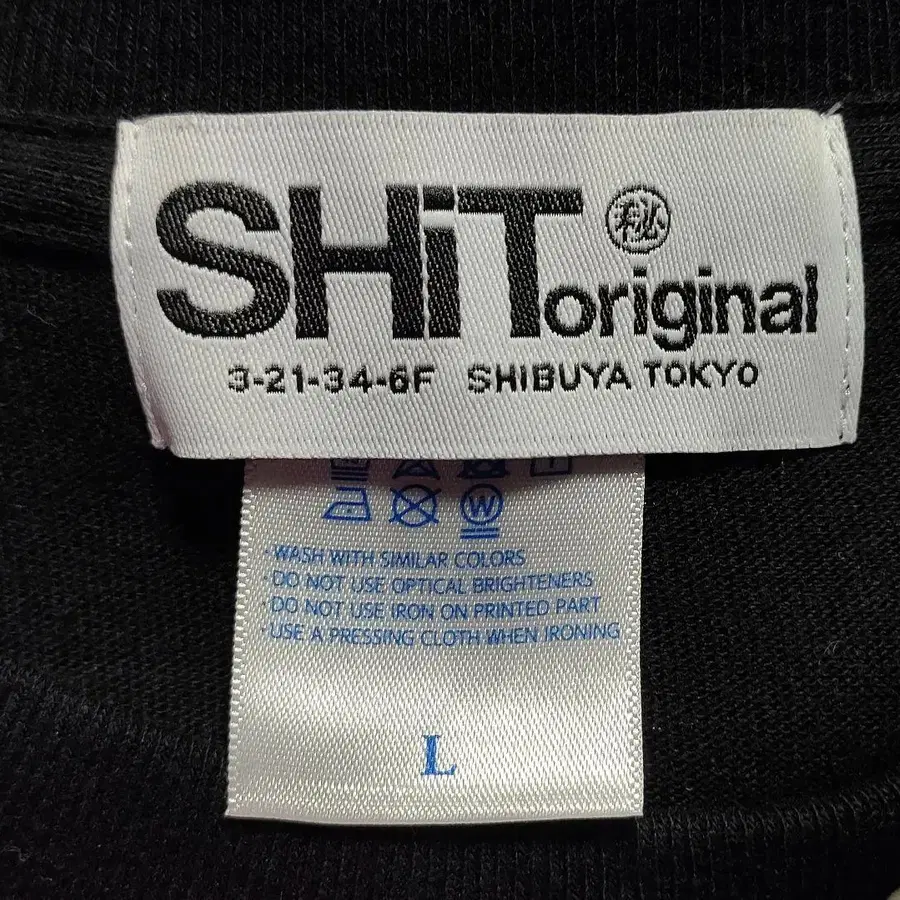 SHiT ㊙
original
3-21-34-6F SHIBUYA TOKYO
W
· WASH WITH SIMILAR COLORS
· DO NOT USE OPTICAL BRIGHTENERS
· DO NOT USE IRON ON PRINTED PART
· USE A PRESSING CLOTH WHEN IRONING
L